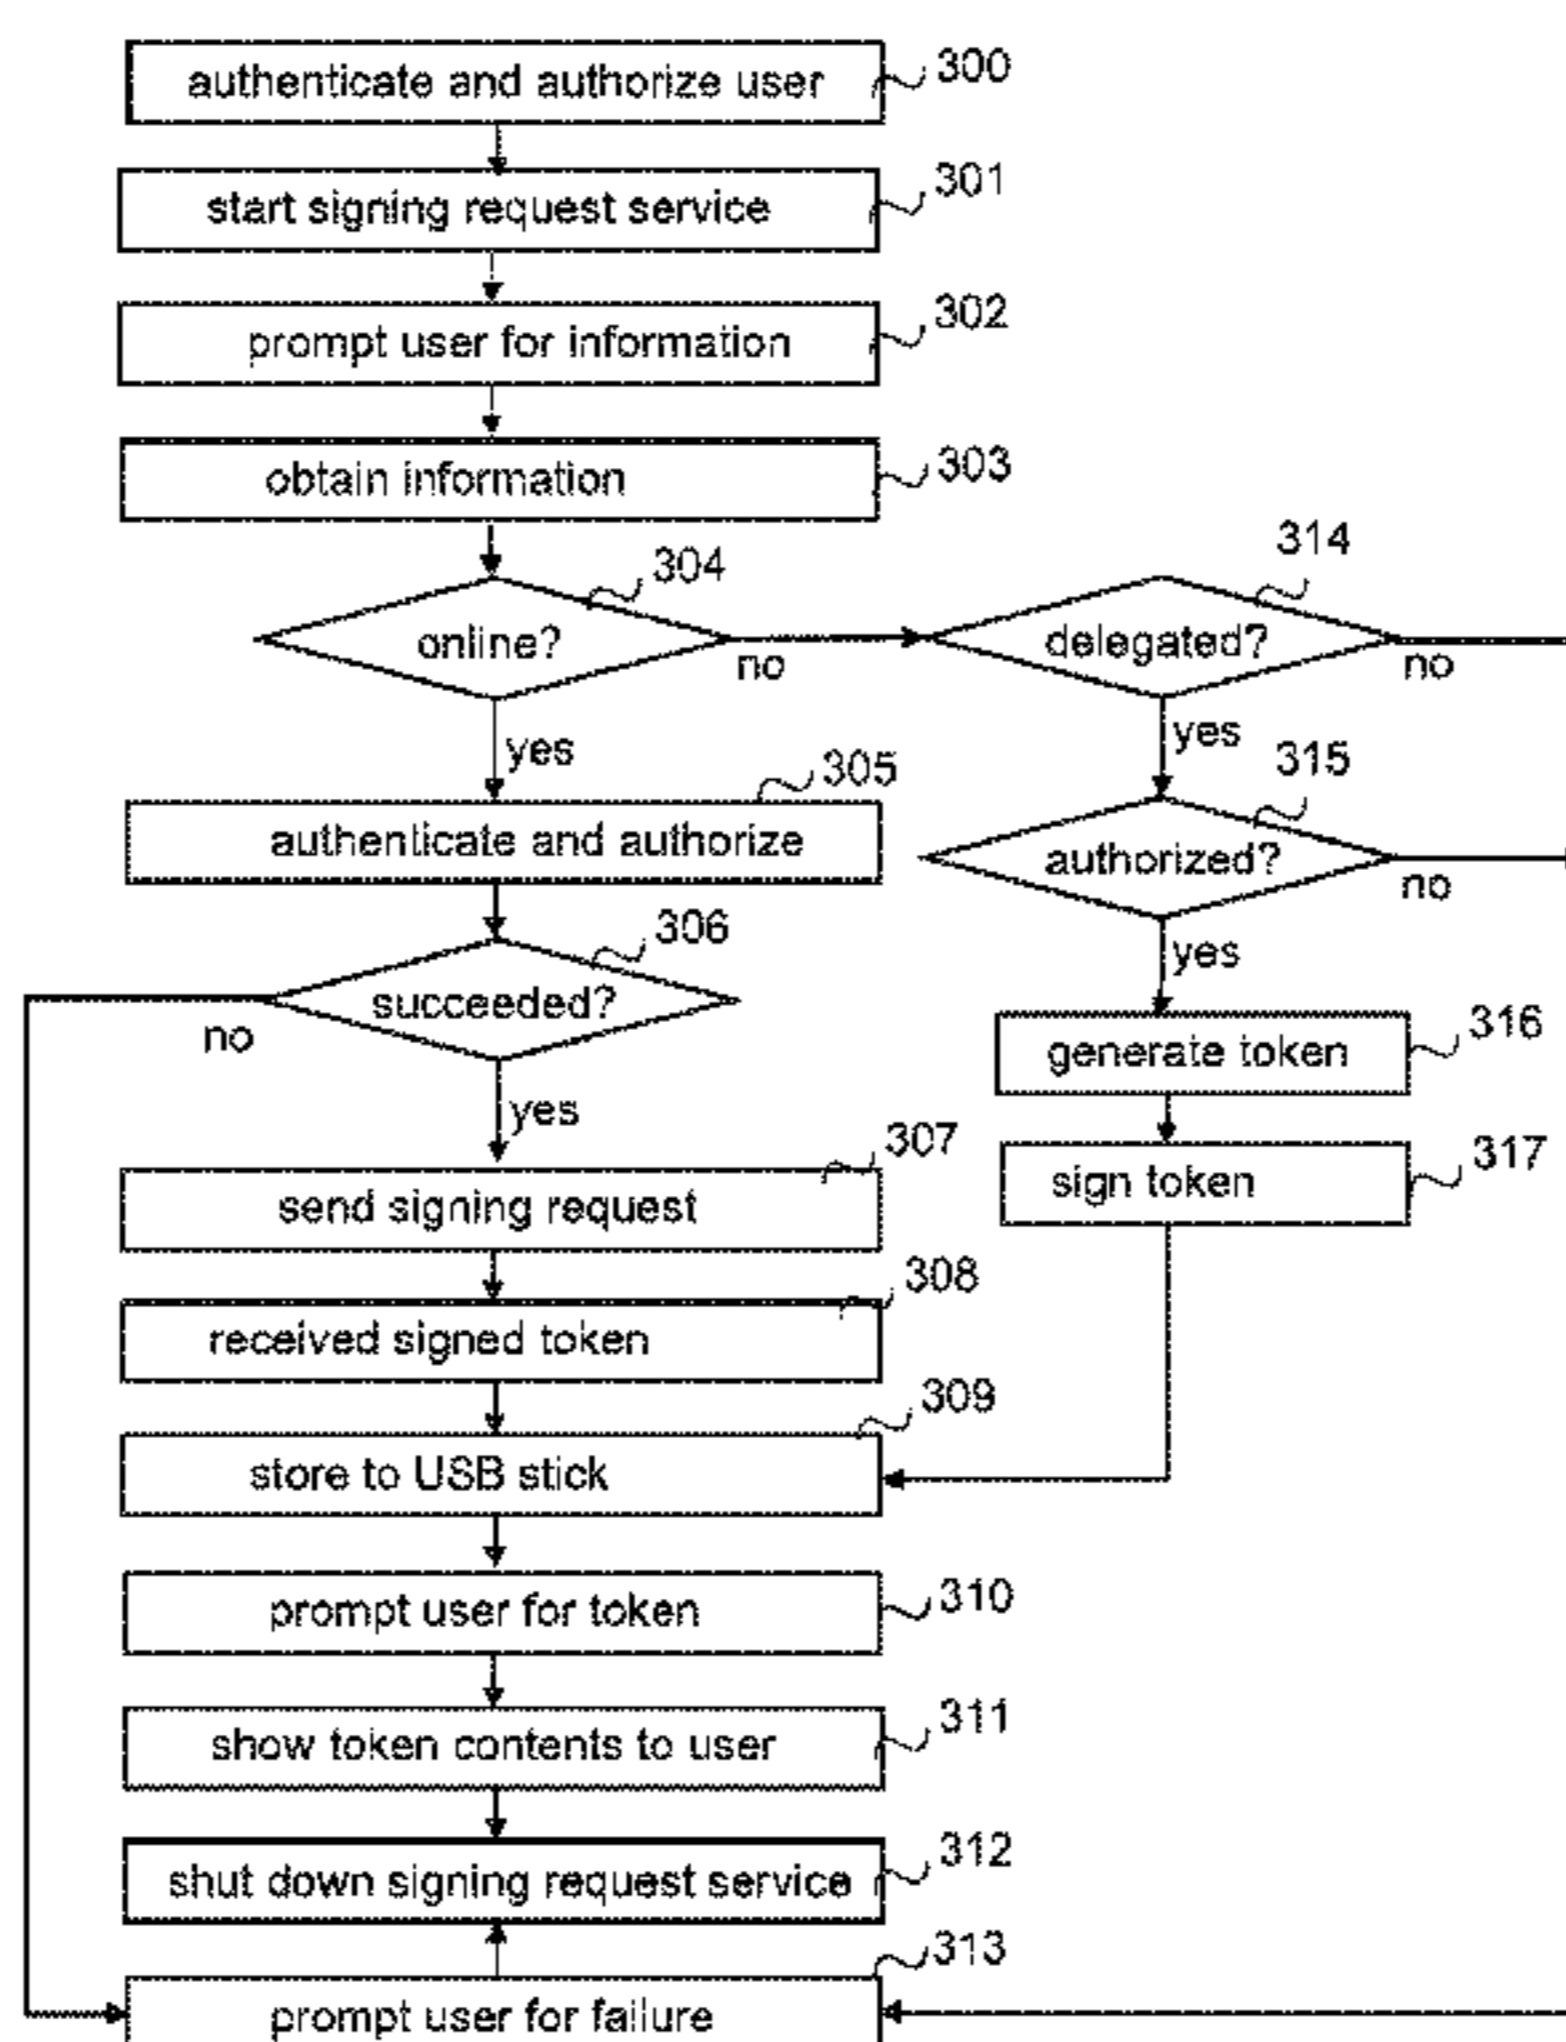 authenticate and authorize user
300
start signing request service
301
prompt user for information
302
obtain information
303
online?
304
no
yes
delegated?
314
no
yes
authenticate and authorize
305
authorized?
315
no
yes
succeeded?
306
no
yes
generate token
316
sign token
317
send signing request
307
received signed token
308
store to USB stick
309
prompt user for token
310
show token contents to user
311
shut down signing request service
312
prompt user for failure
313